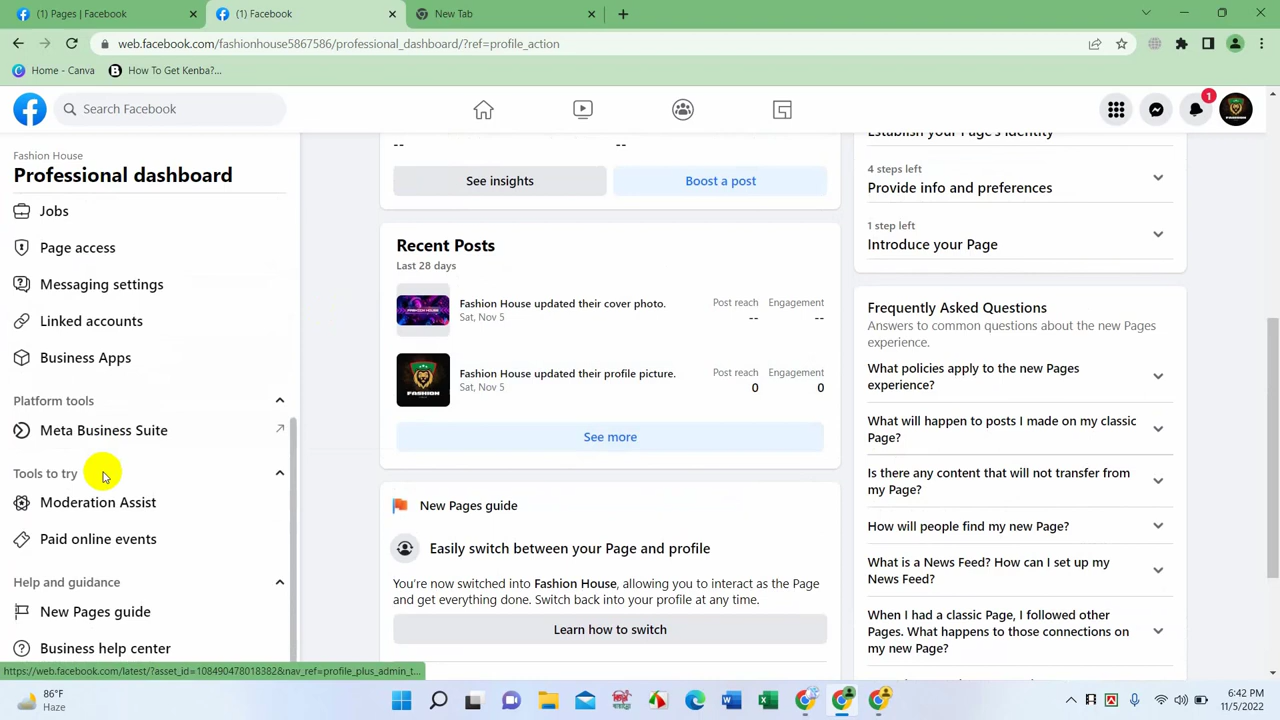 (1) Pages | Facebook
(1) Facebook
New Tab
web.facebook.com/fashionhouse5867586/professional_dashboard/?ref=profile_action
Home - Canva
How To Get Kenba?...
Search Facebook
1
Fashion House
Professional dashboard
Jobs
Page access
Messaging settings
Linked accounts
Business Apps
Platform tools
Meta Business Suite
Tools to try
Moderation Assist
Paid online events
Help and guidance
New Pages guide
Business help center
https://web.facebook.com/latest/?asset_id=108490478018382&nav_ref=profile_plus_admin_t...
-- --
See insights
Boost a post
Recent Posts
Last 28 days
Fashion House updated their cover photo.
Sat, Nov 5
Post reach Engagement
-- --
Fashion House updated their profile picture.
Sat, Nov 5
Post reach Engagement
0 0
FASHION
See more
New Pages guide
Easily switch between your Page and profile
You're now switched into Fashion House, allowing you to interact as the Page
and get everything done. Switch back into your profile at any time.
Learn how to switch
Establish your Page's identity
4 steps left
Provide info and preferences
1 step left
Introduce your Page
Frequently Asked Questions
Answers to common questions about the new Pages
experience.
What policies apply to the new Pages
experience?
What will happen to posts I made on my classic
Page?
Is there any content that will not transfer from
my Page?
How will people find my new Page?
What is a News Feed? How can I set up my
News Feed?
When I had a classic Page, I followed other
Pages. What happens to those connections on
my new Page?
86°F
Haze
6:42 PM
11/5/2022